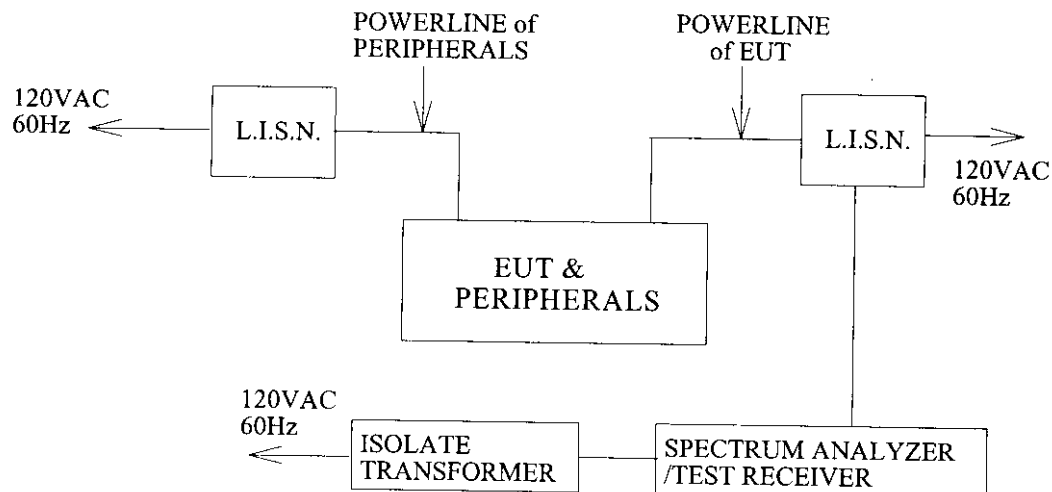 POWERLINE of
PERIPHERALS
POWERLINE
of EUT
120VAC
60Hz
L.I.S.N.
L.I.S.N.
120VAC
60Hz
EUT &
PERIPHERALS
120VAC
60Hz
ISOLATE
TRANSFORMER
SPECTRUM ANALYZER
/TEST RECEIVER